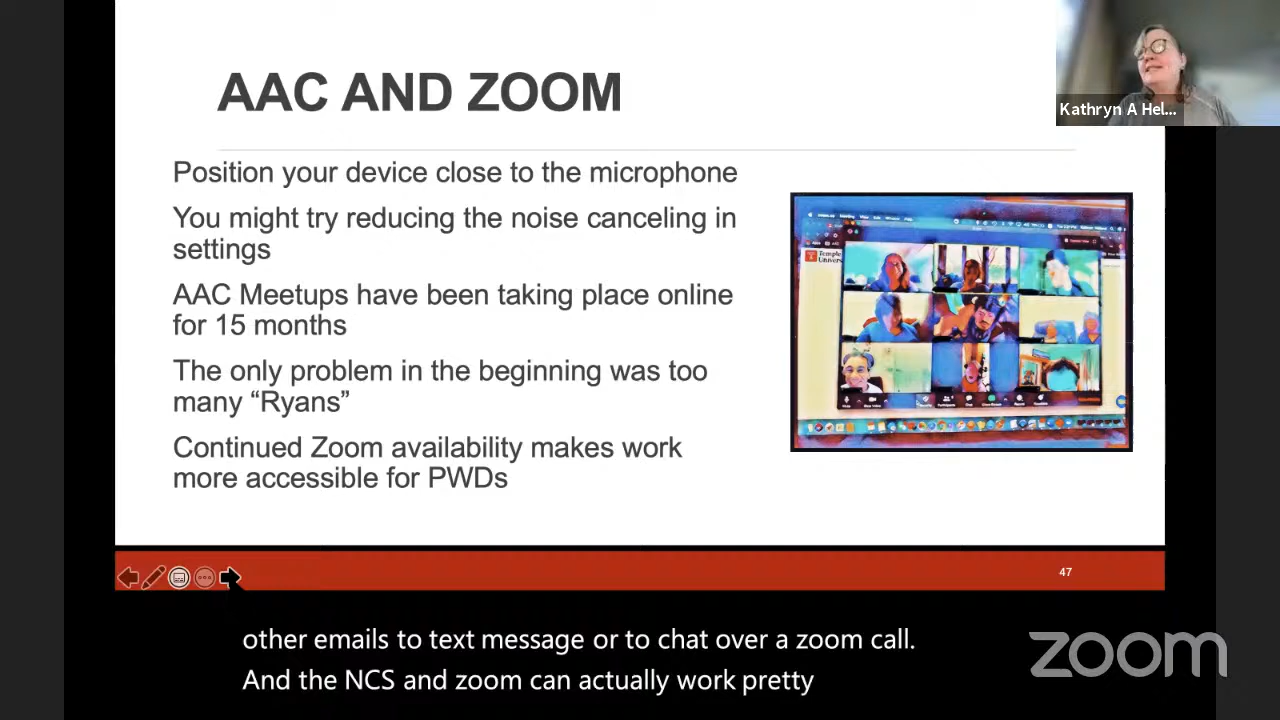 AAC AND ZOOM
Kathryn A Hel...
Position your device close to the microphone
You might try reducing the noise canceling in
settings
AAC Meetups have been taking place online
for 15 months
The only problem in the beginning was too
many “Ryans”
Continued Zoom availability makes work
more accessible for PWDs
Temple
Univers
47
other emails to text message or to chat over a zoom call.
And the NCS and zoom can actually work pretty
zoom